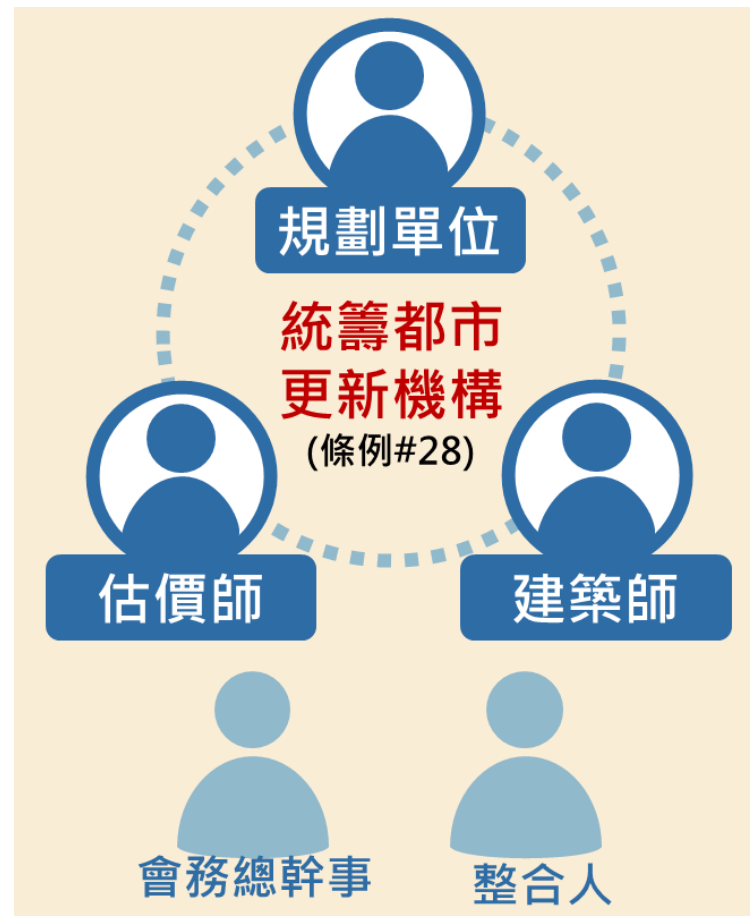 規劃單位
統籌都市
更新機構
(條例#28)
估價師
建築師
會務總幹事
整合人